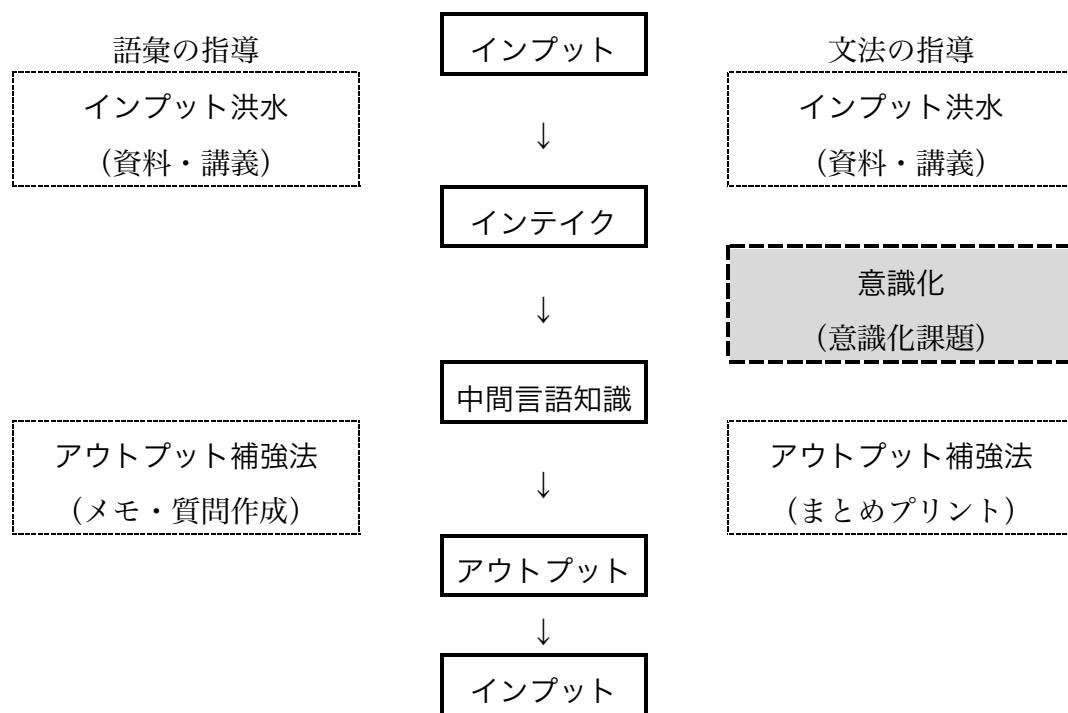 語彙の指導
インプット
文法の指導
インプット洪水
(資料・講義)
↓
インプット洪水
(資料・講義)
インテイク
↓
意識化
(意識化課題)
中間言語知識
アウトプット補強法
(メモ・質問作成)
↓
アウトプット補強法
(まとめプリント)
アウトプット
↓
インプット